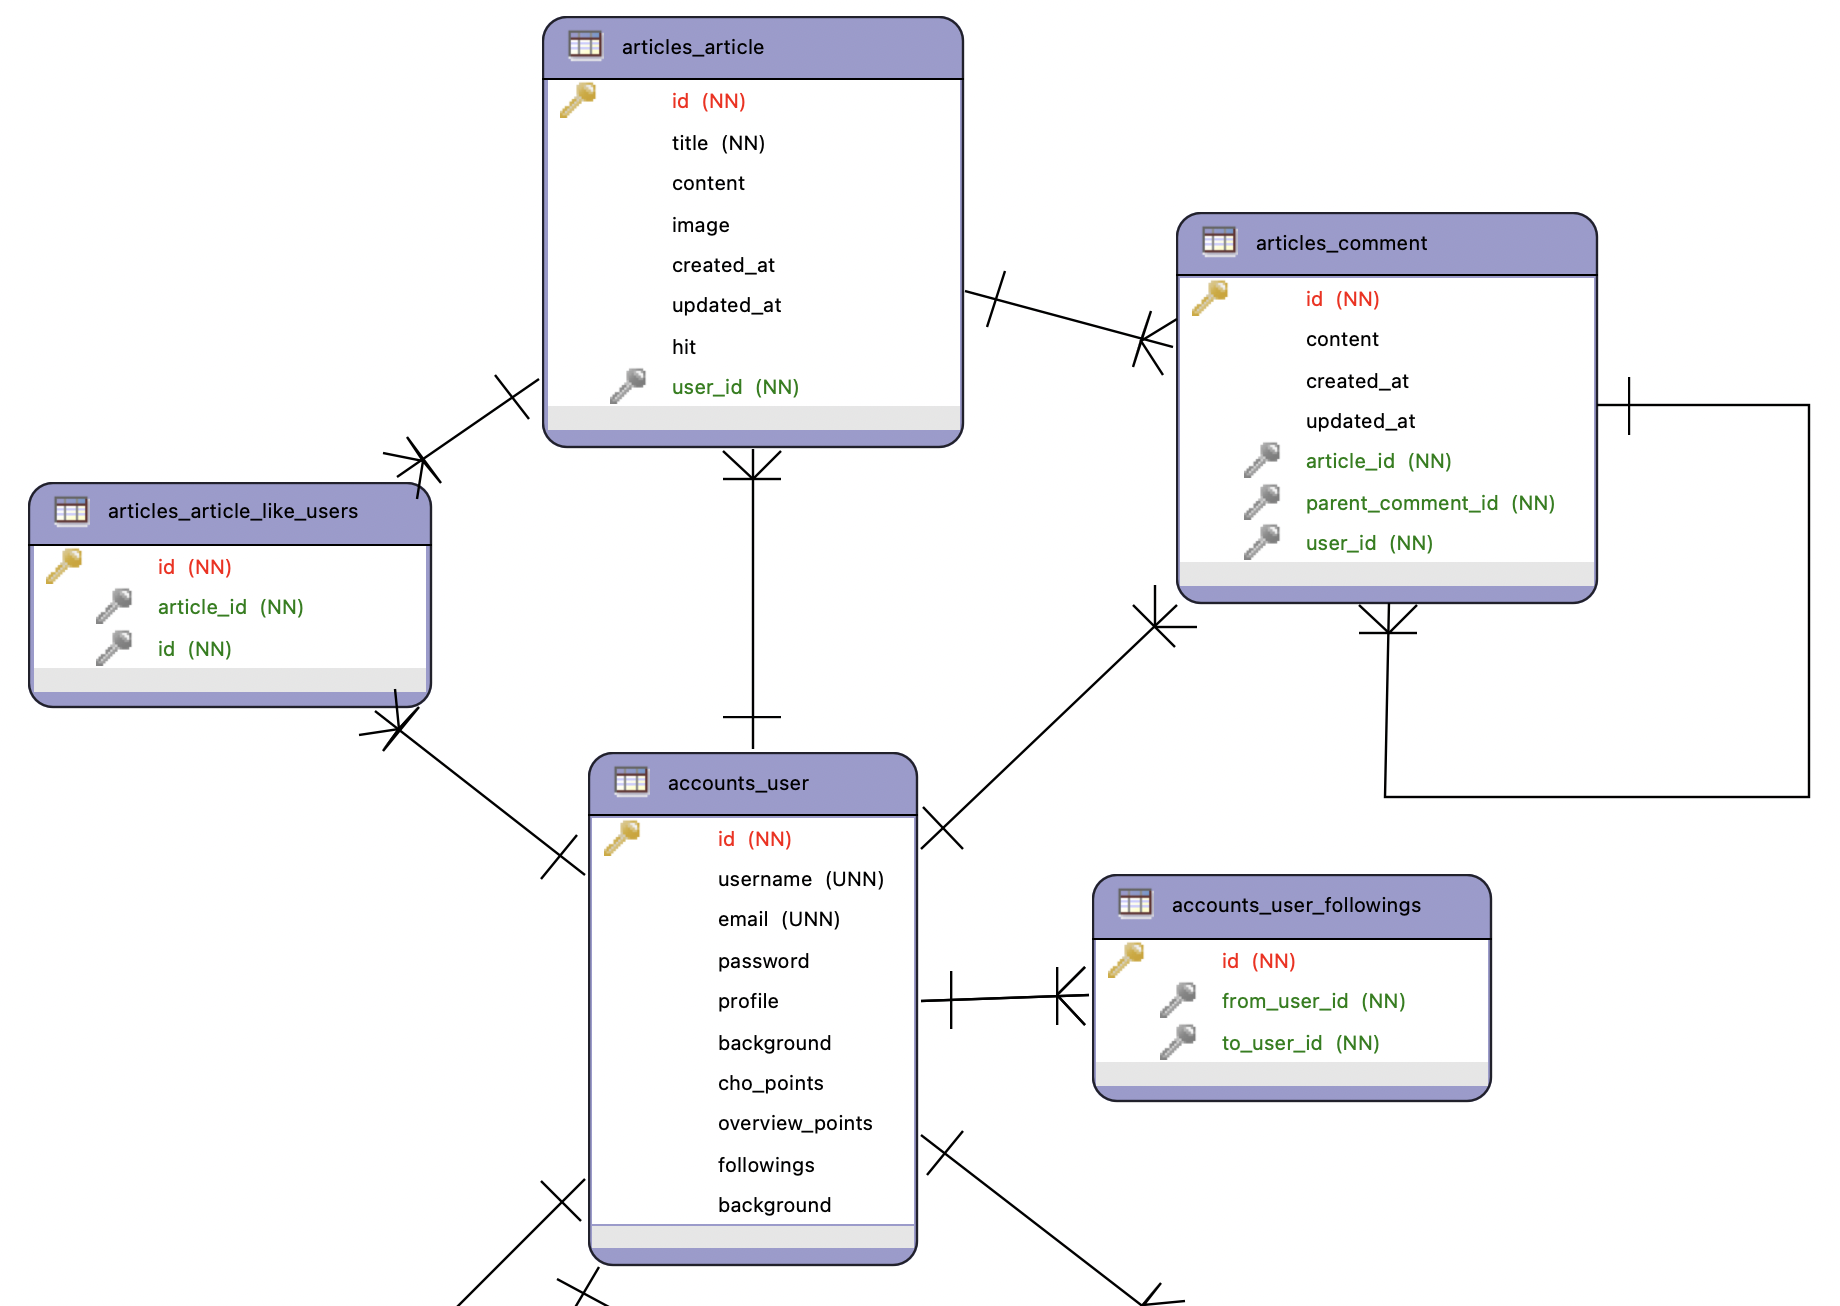 articles_article
id (NN)
title (NN)
content
image
created_at
updated_at
hit
user_id (NN)
articles_comment
id (NN)
content
created_at
updated_at
article_id (NN)
parent_comment_id (NN)
user_id (NN)
articles_article_like_users
id (NN)
article_id (NN)
id (NN)
accounts_user
id (NN)
username (UNN)
email (UNN)
password
profile
background
cho_points
overview_points
followings
background
accounts_user_followings
id (NN)
from_user_id (NN)
to_user_id (NN)